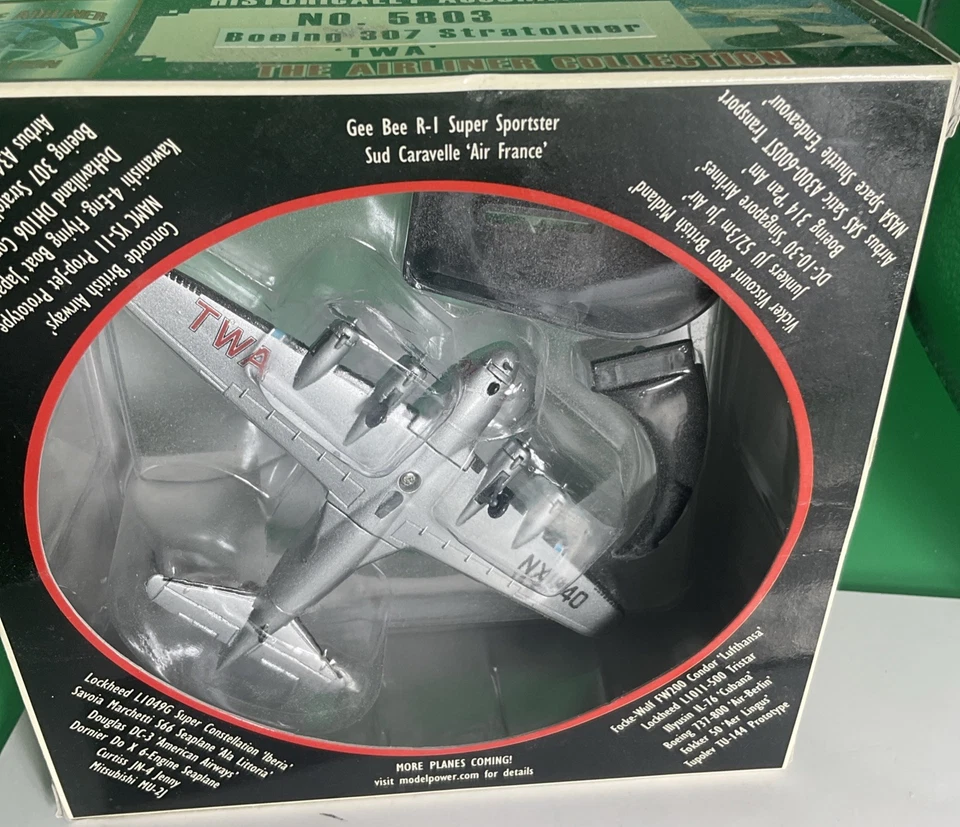 HISTORICALLY
NO. 5803
Boeing 307 Stratoliner
'TWA'
THE AIRLINER COLLECTION
Gee Bee R-1 Super Sportster
Sud Caravelle 'Air France'
Airbus A34
Boeing 307
DeHavilland DH106
Kawanishi 4-Eng Flying Boat
NAMC YS-11 Prop-Jet Prototype
Concorde 'British Airways'
NASA Space Shuttle Endeavour'
Airbus SAS Satic A300-600ST Transport
Boeing 314 'Pan Am'
DC-10-30 'Singapore Airlines'
Junkers JU 52/3m 'Ju Air'
Vicker Viscount 800 'British Midland'
TWA
NX1940
Lockheed L1049G Super Constellation 'Iberia'
Savoia Marchetti S66 Seaplane 'Ala Littoria'
Douglas DC-3 'American Airways'
Dornier Do X 6-Engine Seaplane
Curtiss JN-4 Jenny
Mitsubishi MU-2J
Focke-Wulf FW200 Condor 'Lufthansa'
Lockheed L1011-500 Tristar
Illyusin IL-76 'Cubana'
Boeing 737-800 'Air-Berlin'
Fokker 50 'Aer Lingus'
Tupolev TU-144 Prototype
MORE PLANES COMING!
visit modelpower.com for details